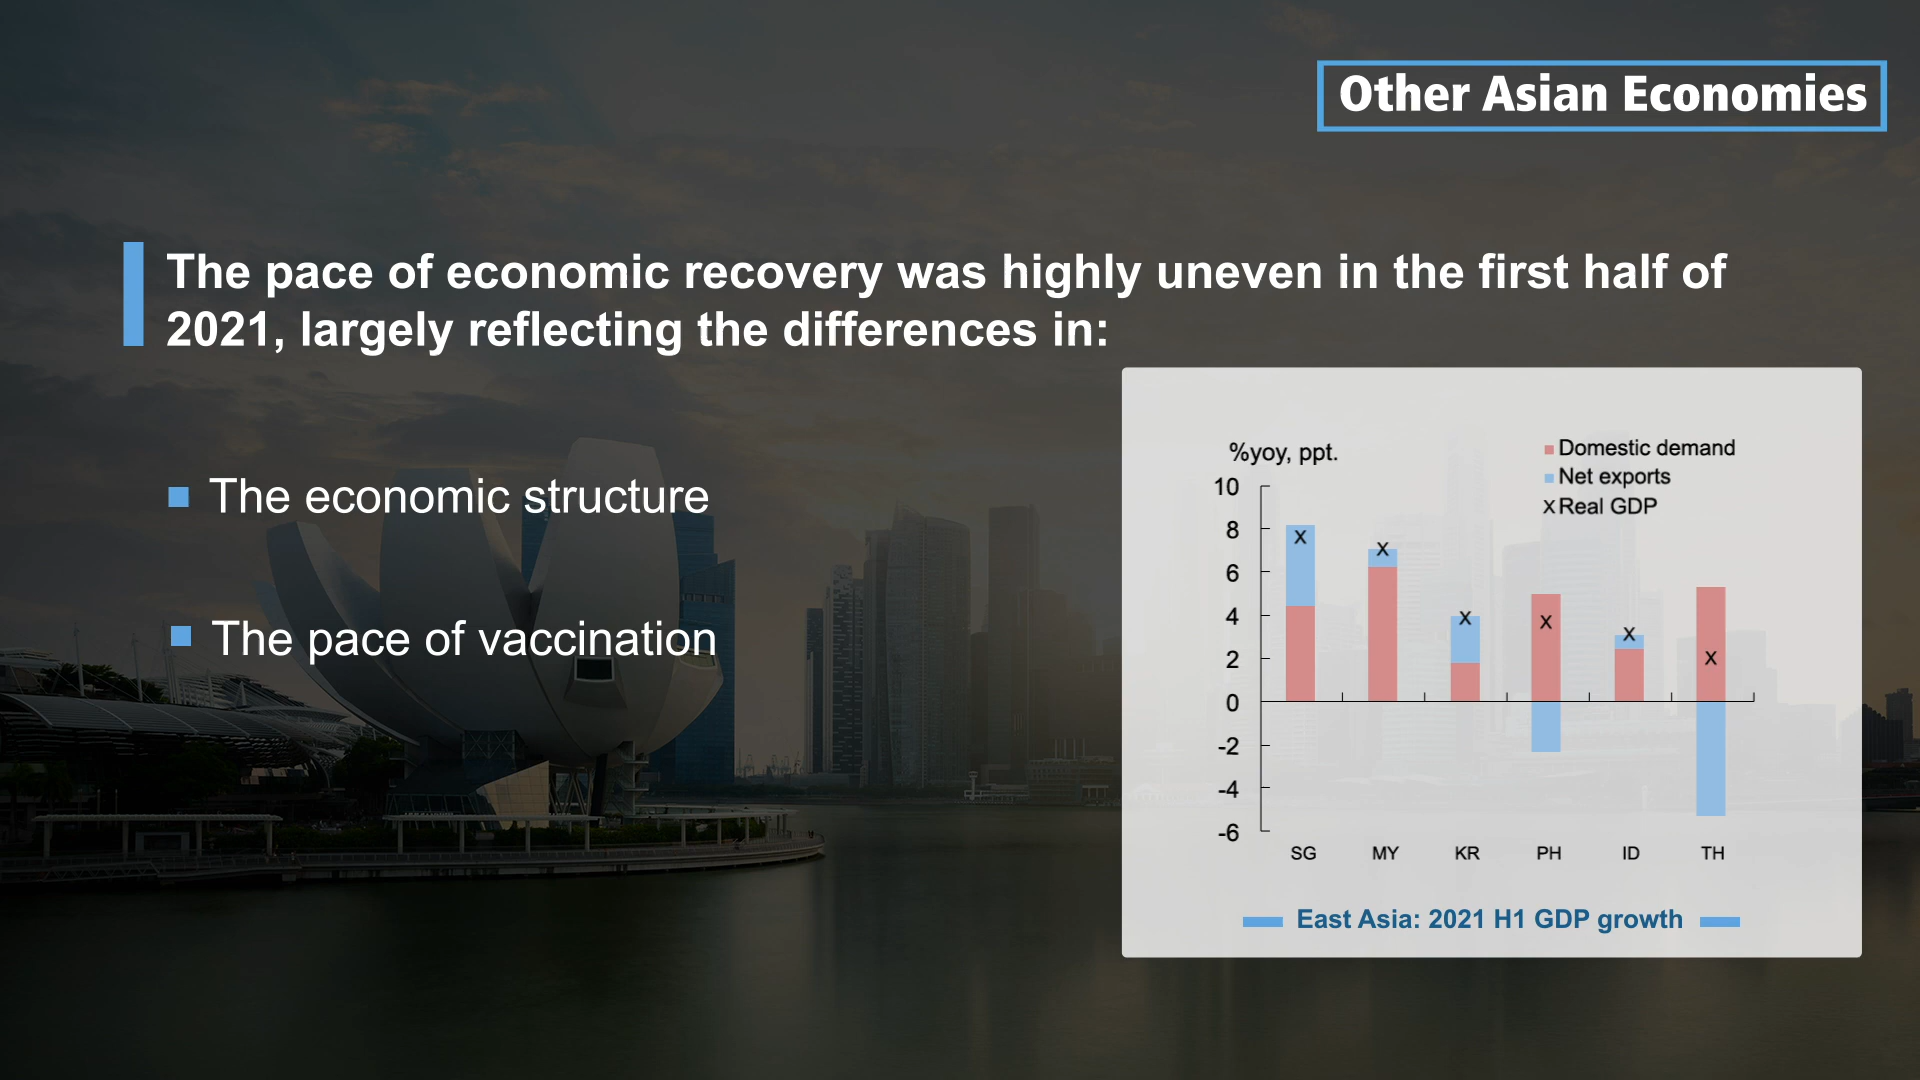 Other Asian Economies
The pace of economic recovery was highly uneven in the first half of
2021, largely reflecting the differences in:
The economic structure
The pace of vaccination
%yoy, ppt.
Domestic demand
Net exports
x Real GDP
10
8
6
4
2
0
-2
-4
-6
SG MY KR PH ID TH
East Asia: 2021 H1 GDP growth